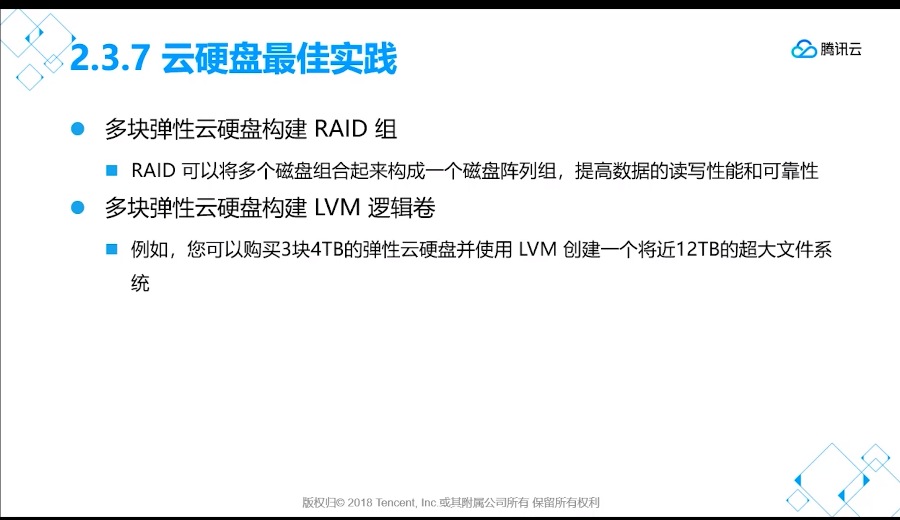 2.3.7 云硬盘最佳实践
腾讯云
多块弹性云硬盘构建 RAID 组
RAID 可以将多个磁盘组合起来构成一个磁盘阵列组，提高数据的读写性能和可靠性
多块弹性云硬盘构建 LVM 逻辑卷
例如，您可以购买3块4TB的弹性云硬盘并使用 LVM 创建一个将近12TB的超大文件系
统
版权归© 2018 Tencent, Inc.或其附属公司所有 保留所有权利